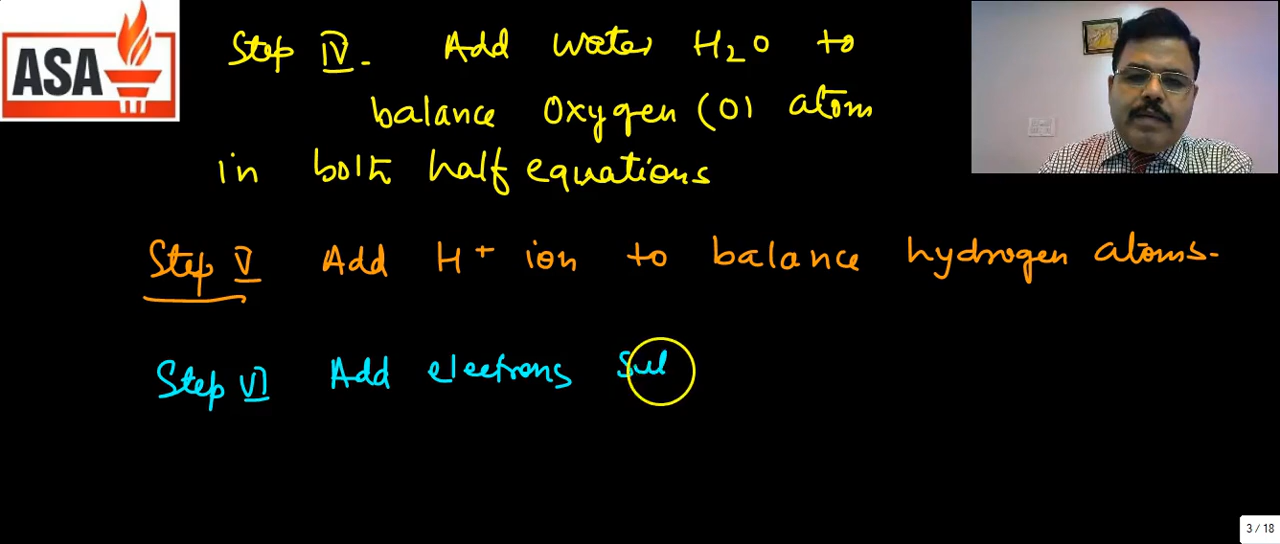 ASA
Step IV. Add water H2O to
balance Oxygen (O) atom
in both half equations
Step V Add H+ ion to balance hydrogen atoms.
Step VI Add electrons
3 / 18